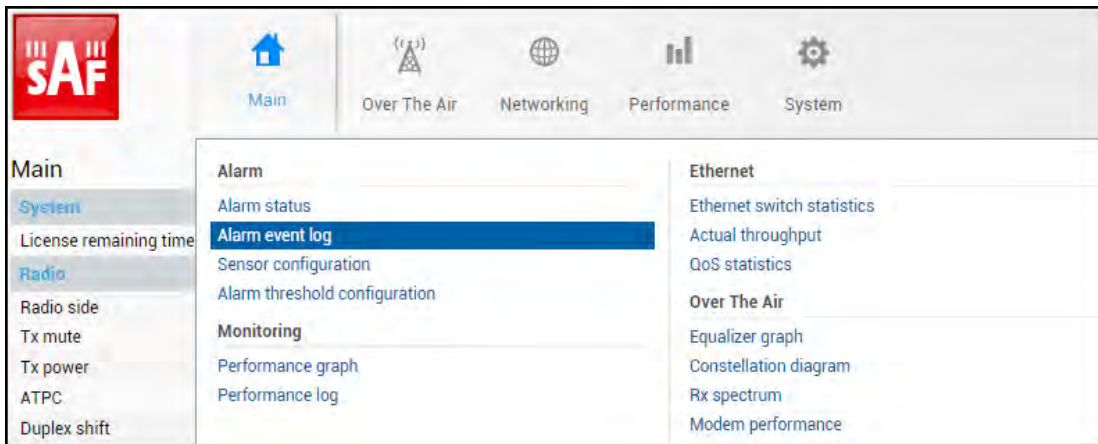 SAF
Main
Over The Air
Networking
Performance
System
Main
System
License remaining time
Radio
Radio side
Tx mute
Tx power
ATPC
Duplex shift
Alarm
Alarm status
Alarm event log
Sensor configuration
Alarm threshold configuration
Monitoring
Performance graph
Performance log
Ethernet
Ethernet switch statistics
Actual throughput
QoS statistics
Over The Air
Equalizer graph
Constellation diagram
Rx spectrum
Modem performance